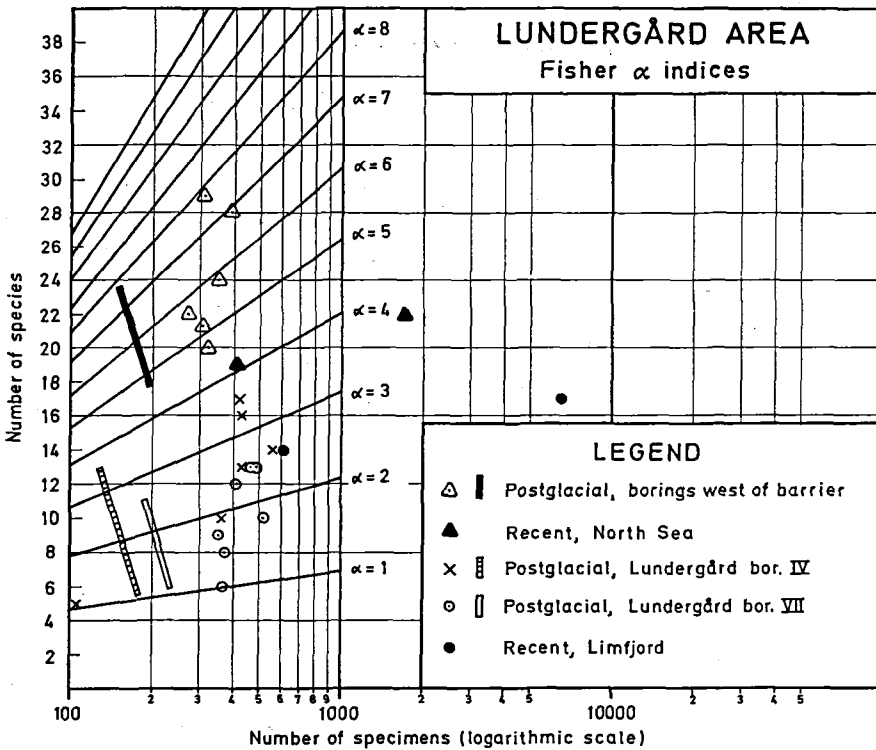 LUNDERGÅRD AREA
Fisher α indices
α=8
α=7
α=6
α=5
α=4
α=3
α=2
α=1
Number of species
38
36
34
32
30
28
26
24
22
20
18
16
14
12
10
8
6
4
2
LEGEND
Postglacial, borings west of barrier
Recent, North Sea
Postglacial, Lundergård bor. IV
Postglacial, Lundergård bor. VII
Recent, Limfjord
100 2 3 4 5 6 7 8 9 1000 2 3 4 5 10000 2 3 4 5
Number of specimens (logarithmic scale)